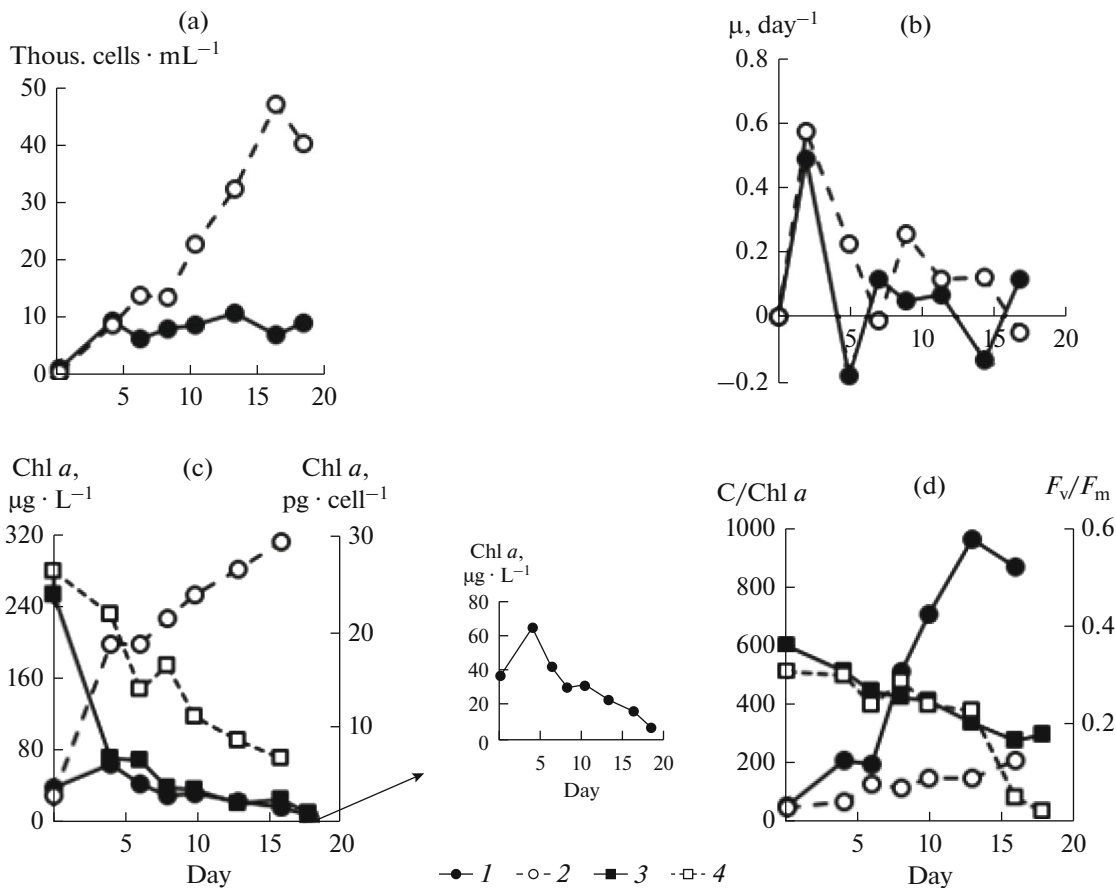 (a)
Thous. cells · mL⁻¹
50
40
30
20
10
0
5 10 15 20
μ, day⁻¹
(b)
0.8
0.6
0.4
0.2
0
−0.2
5 10 15 20
Chl a,
μg · L⁻¹
(c)
Chl a,
pg · cell⁻¹
320
240
160
80
0
30
20
10
0
5 10 15 20
Day
Chl a,
μg · L⁻¹
80
60
40
20
0
5 10 15 20
Day
C/Chl a
(d)
Fv/Fm
1000
800
600
400
200
0
0.6
0.4
0.2
0
5 10 15 20
Day
1 2 3 4